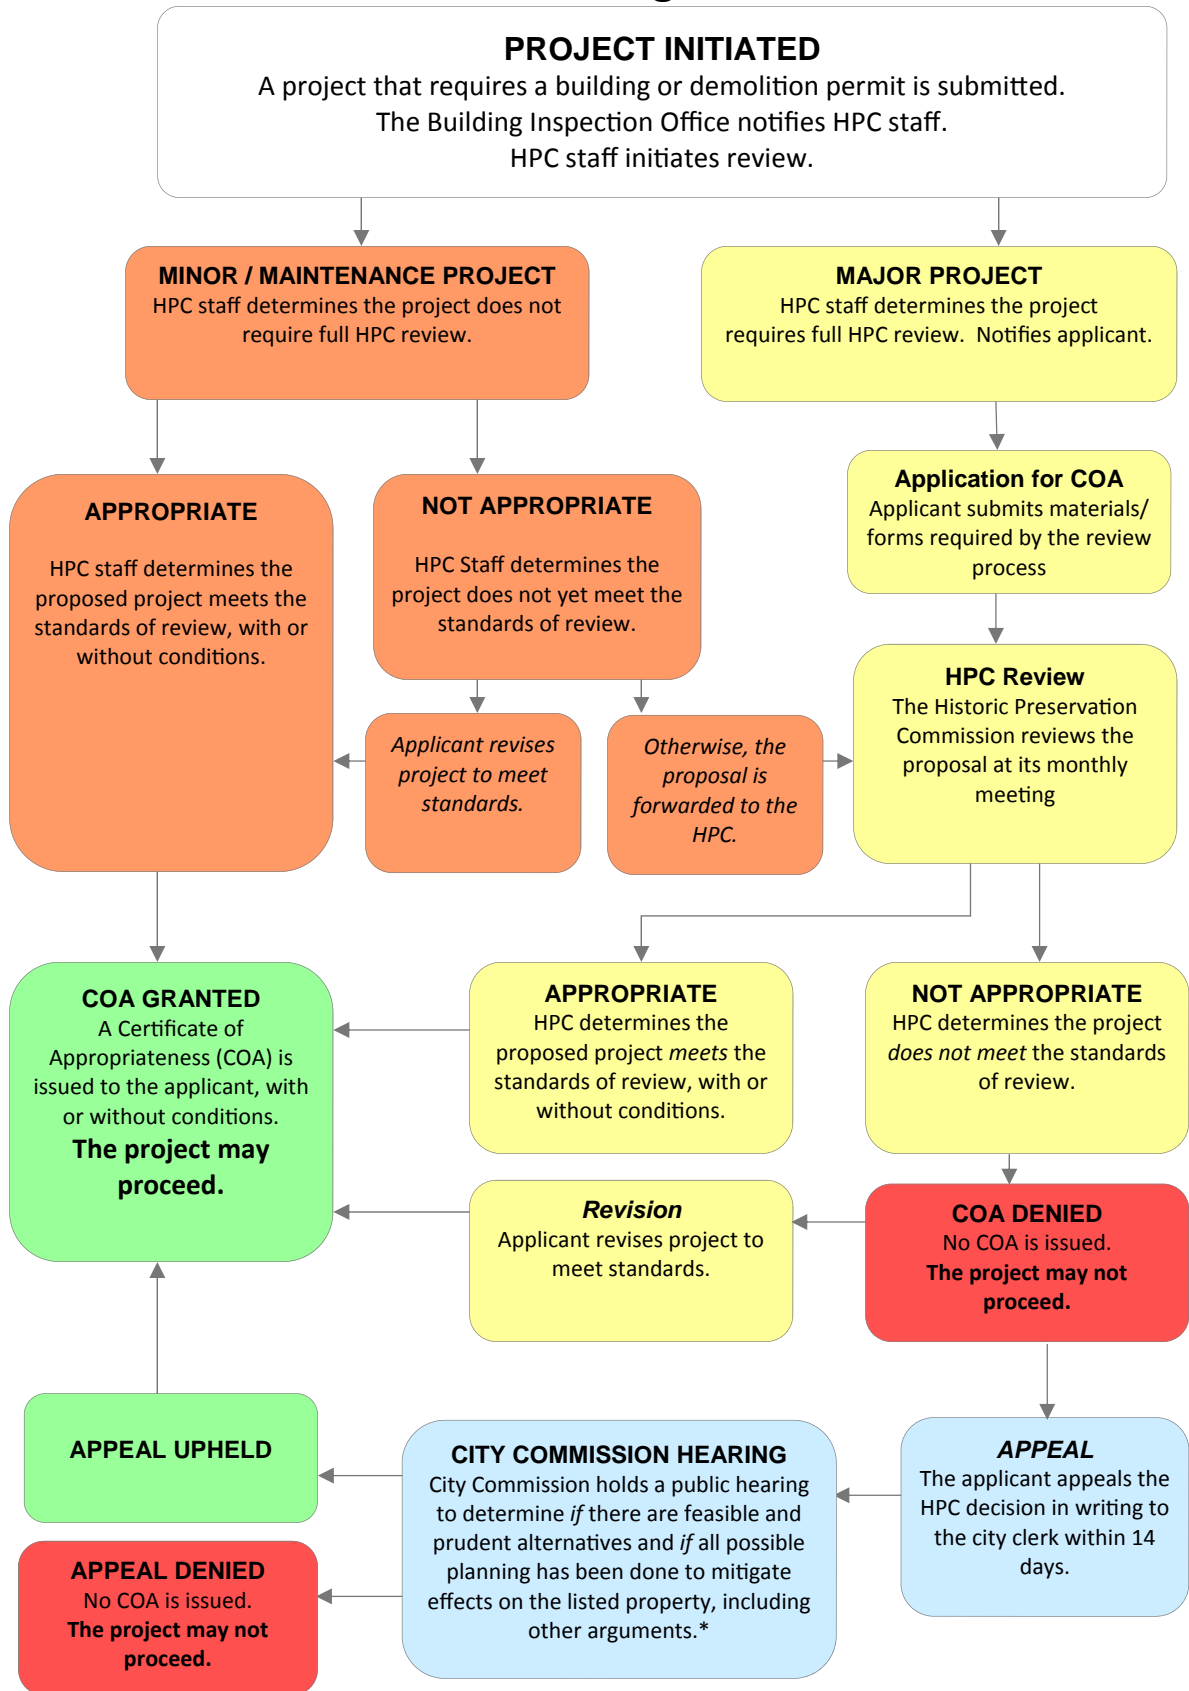 PROJECT INITIATED
A project that requires a building or demolition permit is submitted.
The Building Inspection Office notifies HPC staff.
HPC staff initiates review.
MINOR / MAINTENANCE PROJECT
HPC staff determines the project does not
require full HPC review.
MAJOR PROJECT
HPC staff determines the project
requires full HPC review. Notifies applicant.
APPROPRIATE
HPC staff determines the
proposed project meets the
standards of review, with or
without conditions.
NOT APPROPRIATE
HPC Staff determines the
project does not yet meet the
standards of review.
Application for COA
Applicant submits materials/
forms required by the review
process
Applicant revises
project to meet
standards.
Otherwise, the
proposal is
forwarded to the
HPC.
HPC Review
The Historic Preservation
Commission reviews the
proposal at its monthly
meeting
COA GRANTED
A Certificate of
Appropriateness (COA) is
issued to the applicant, with
or without conditions.
The project may
proceed.
APPROPRIATE
HPC determines the
proposed project meets the
standards of review, with or
without conditions.
NOT APPROPRIATE
HPC determines the project
does not meet the standards
of review.
Revision
Applicant revises project to
meet standards.
COA DENIED
No COA is issued.
The project may not
proceed.
APPEAL UPHELD
CITY COMMISSION HEARING
City Commission holds a public hearing
to determine if there are feasible and
prudent alternatives and if all possible
planning has been done to mitigate
effects on the listed property, including
other arguments.*
APPEAL
The applicant appeals the
HPC decision in writing to
the city clerk within 14
days.
APPEAL DENIED
No COA is issued.
The project may not
proceed.